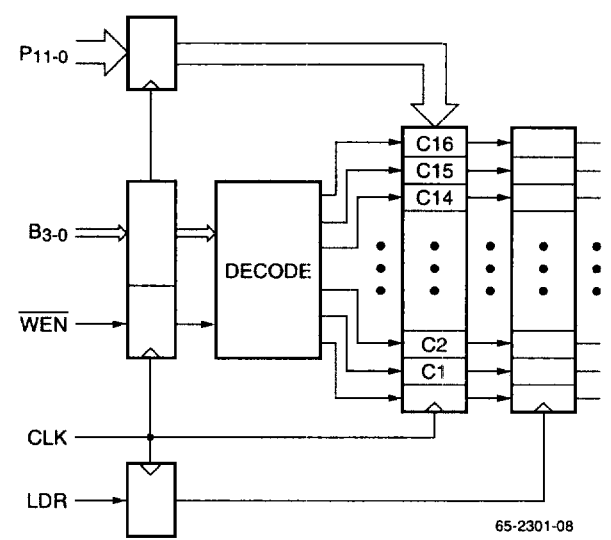 P11-0
C16
C15
C14
B3-0
DECODE
WEN
C2
C1
CLK
LDR
65-2301-08